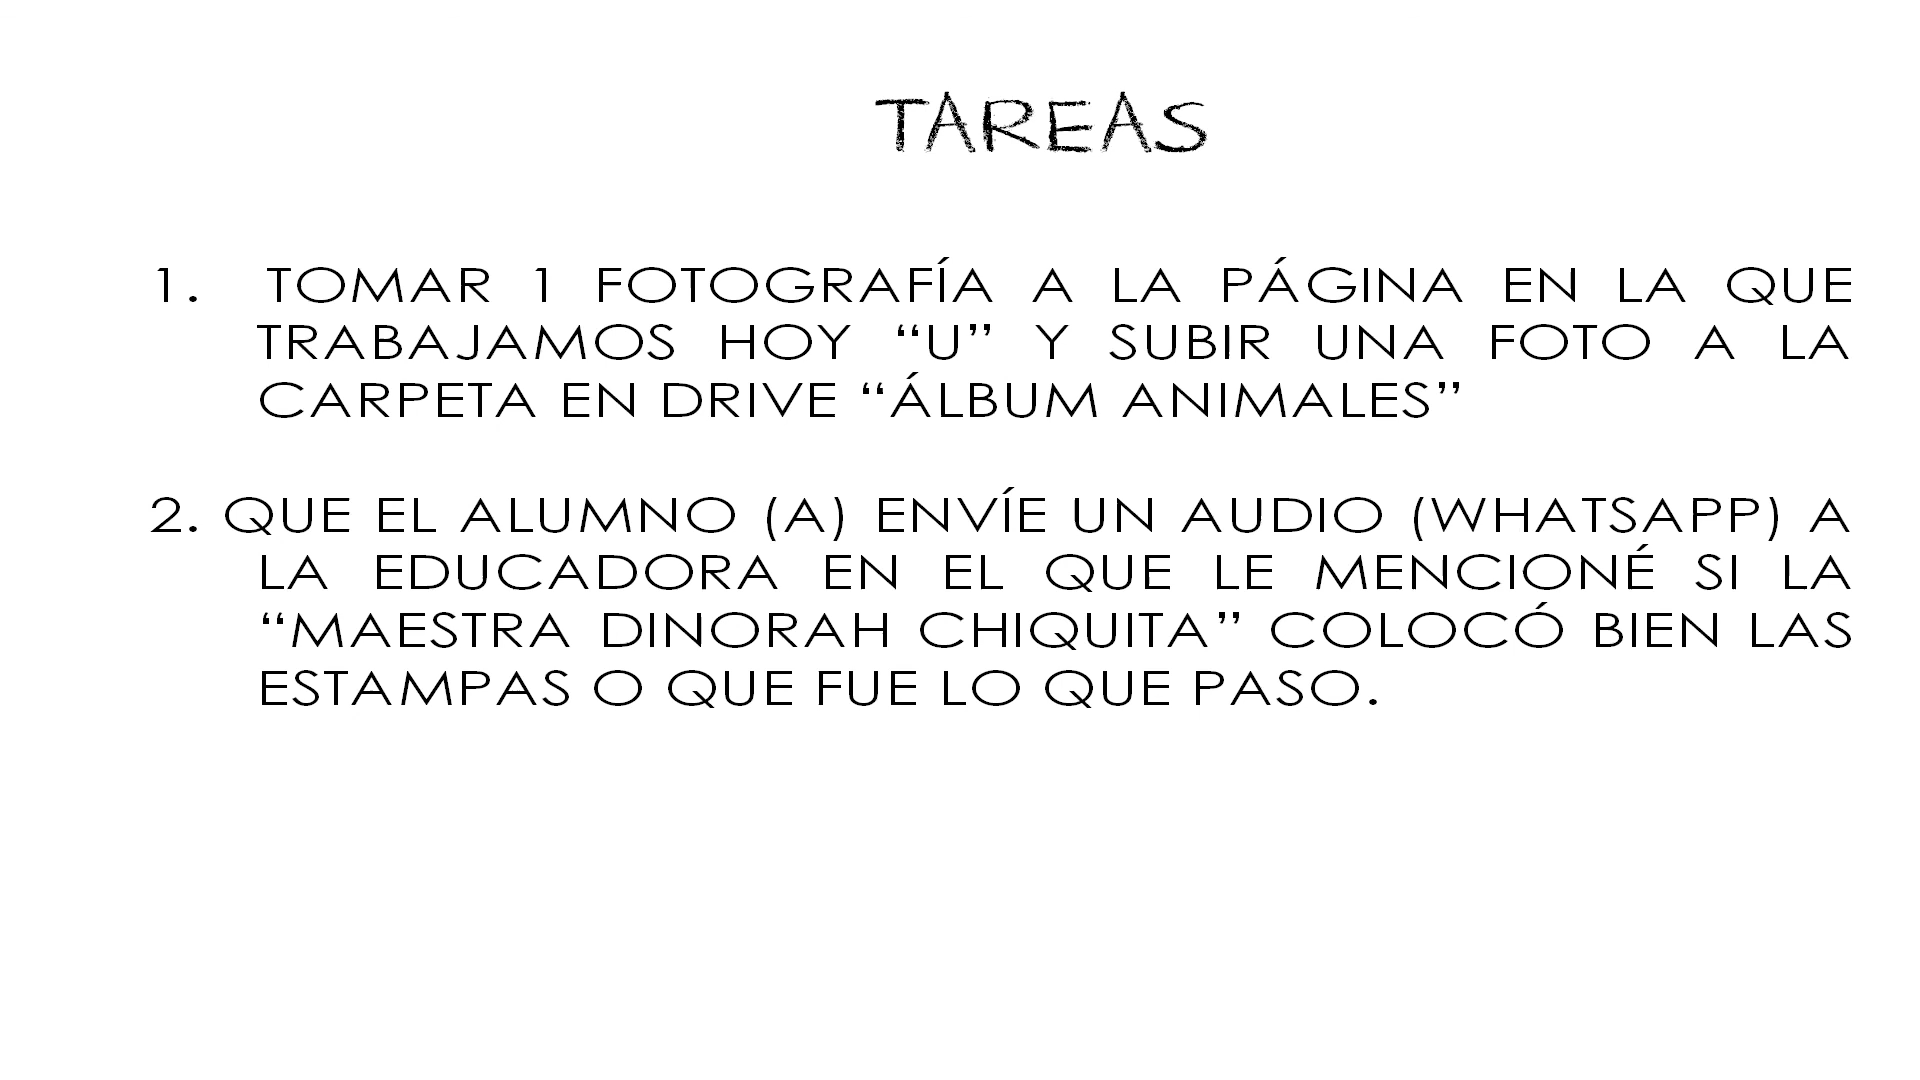 TAREAS
1. TOMAR 1 FOTOGRAFÍA A LA PÁGINA EN LA QUE
TRABAJAMOS HOY “U” Y SUBIR UNA FOTO A LA
CARPETA EN DRIVE “ÁLBUM ANIMALES”
2. QUE EL ALUMNO (A) ENVÍE UN AUDIO (WHATSAPP) A
LA EDUCADORA EN EL QUE LE MENCIONÉ SI LA
“MAESTRA DINORAH CHIQUITA” COLOCÓ BIEN LAS
ESTAMPAS O QUE FUE LO QUE PASO.